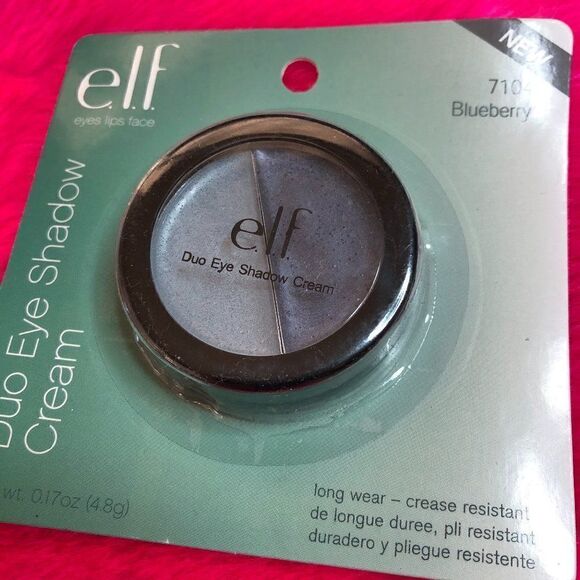 e.l.f
eyes lips face
NEW
7104
Blueberry
e.l.f
Duo Eye Shadow Cream
Duo Eye Shadow
Cream
wt. 0.17oz (4.8g)
long wear – crease resistant
de longue duree, pli resistant
duradero y pliegue resistente